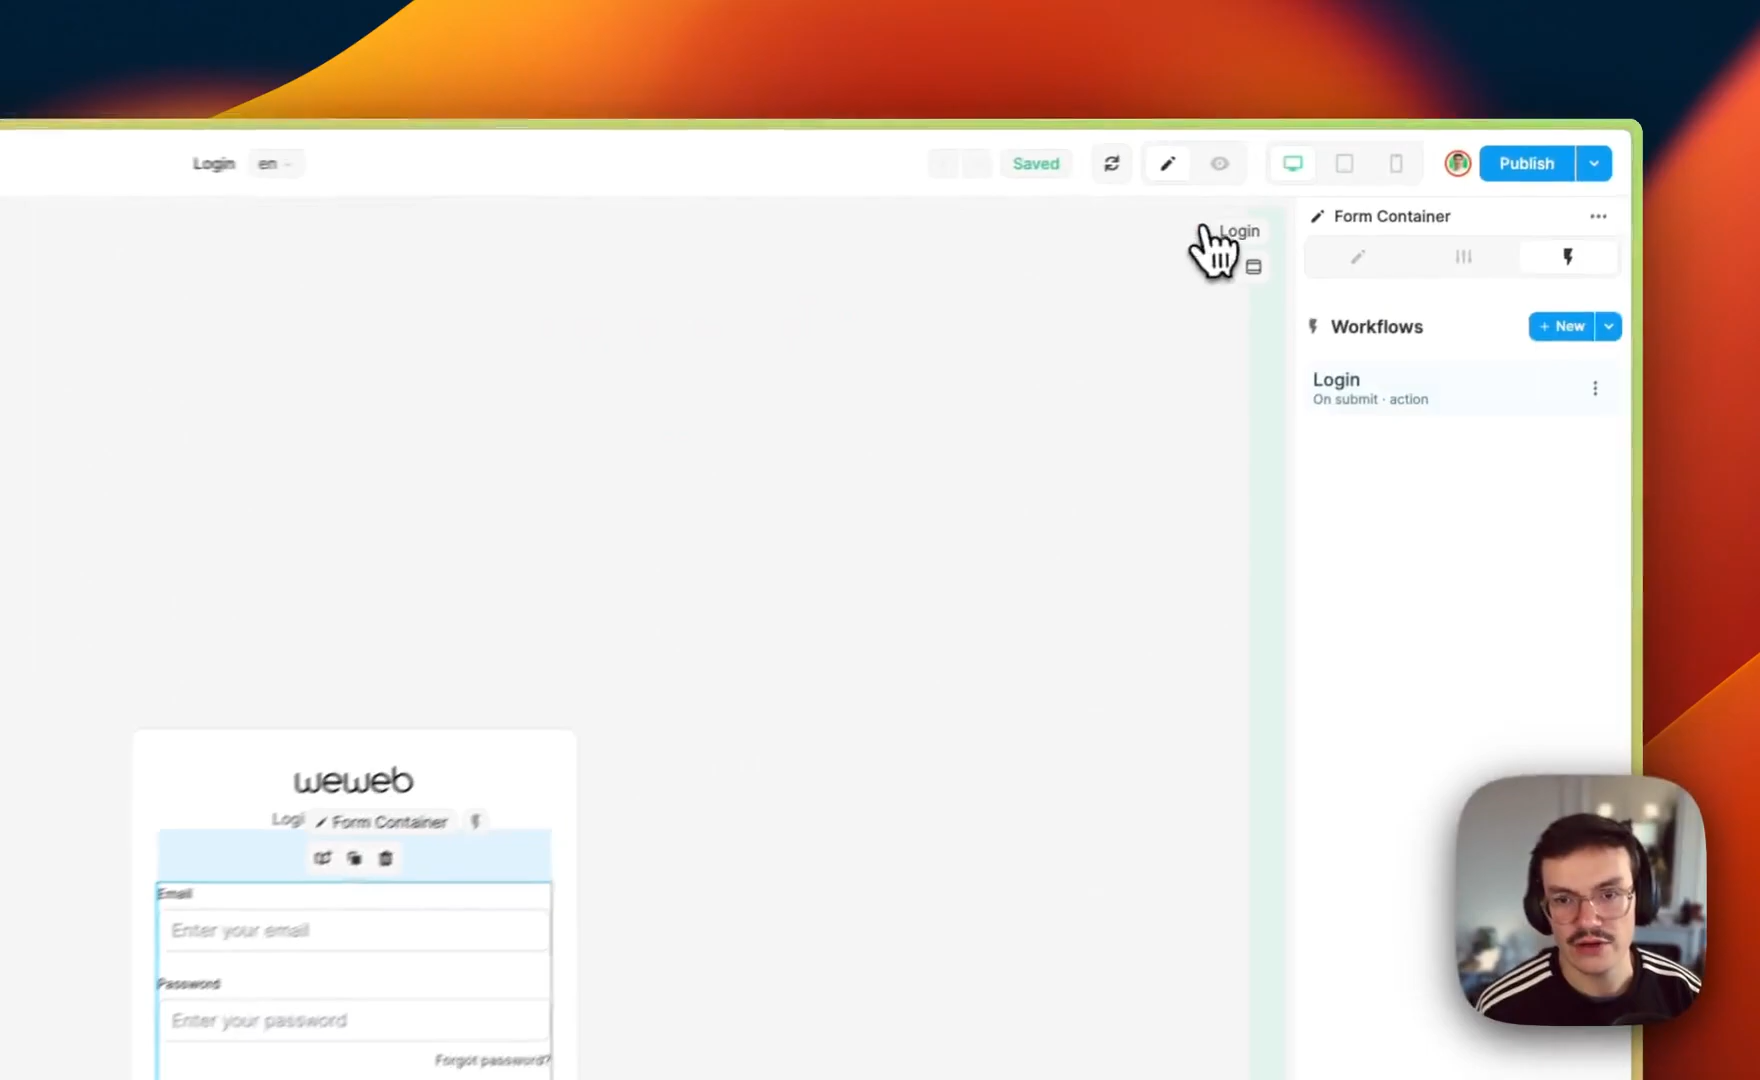 Login en
Saved
Publish
Login
Form Container
Workflows
+ New
Login
On submit · action
weweb
Logi
Form Container
Email
Enter your email
Password
Enter your password
Forgot password?